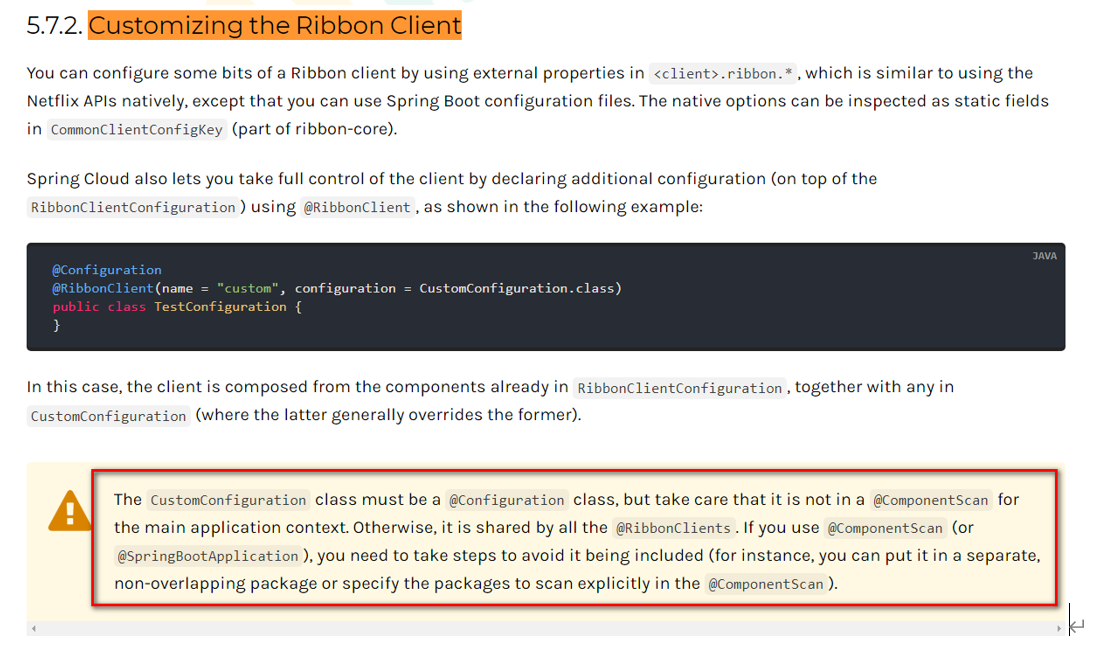 5.7.2. Customizing the Ribbon Client
You can configure some bits of a Ribbon client by using external properties in <client>.ribbon.*, which is similar to using the
Netflix APIs natively, except that you can use Spring Boot configuration files. The native options can be inspected as static fields
in CommonClientConfigKey (part of ribbon-core).
Spring Cloud also lets you take full control of the client by declaring additional configuration (on top of the
RibbonClientConfiguration) using @RibbonClient, as shown in the following example:
JAVA
@Configuration
@RibbonClient(name = "custom", configuration = CustomConfiguration.class)
public class TestConfiguration {
}
In this case, the client is composed from the components already in RibbonClientConfiguration, together with any in
CustomConfiguration (where the latter generally overrides the former).
The CustomConfiguration class must be a @Configuration class, but take care that it is not in a @ComponentScan for
the main application context. Otherwise, it is shared by all the @RibbonClients. If you use @ComponentScan (or
@SpringBootApplication), you need to take steps to avoid it being included (for instance, you can put it in a separate,
non-overlapping package or specify the packages to scan explicitly in the @ComponentScan).